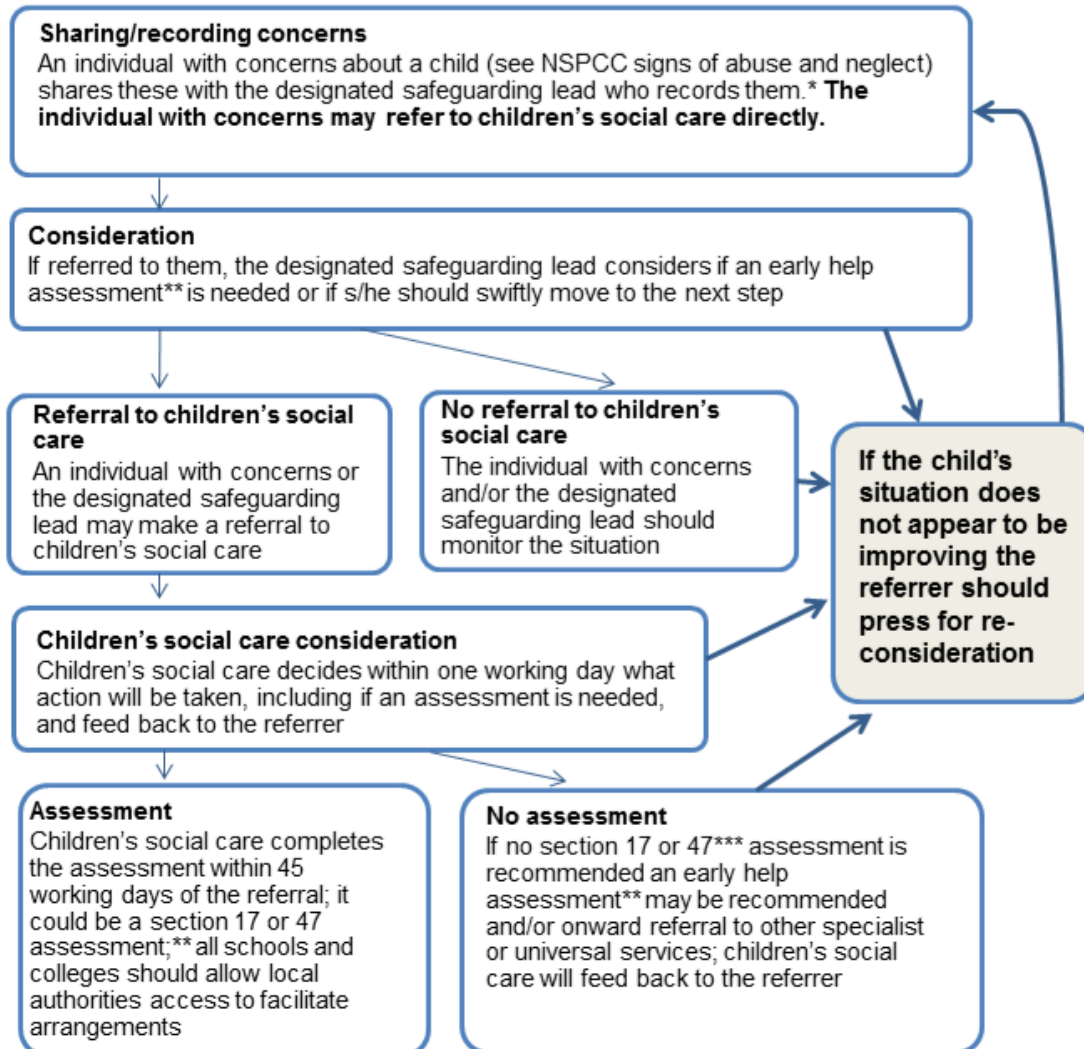 Sharing/recording concerns
An individual with concerns about a child (see NSPCC signs of abuse and neglect)
shares these with the designated safeguarding lead who records them.* The
individual with concerns may refer to children's social care directly.
Consideration
If referred to them, the designated safeguarding lead considers if an early help
assessment** is needed or if s/he should swiftly move to the next step
Referral to children's social
care
An individual with concerns or
the designated safeguarding
lead may make a referral to
children's social care
No referral to children's
social care
The individual with concerns
and/or the designated
safeguarding lead should
monitor the situation
If the child's
situation does
not appear to be
improving the
referrer should
press for re-
consideration
Children's social care consideration
Children's social care decides within one working day what
action will be taken, including if an assessment is needed,
and feed back to the referrer
Assessment
Children's social care completes
the assessment within 45
working days of the referral; it
could be a section 17 or 47
assessment;** all schools and
colleges should allow local
authorities access to facilitate
arrangements
No assessment
If no section 17 or 47*** assessment is
recommended an early help
assessment** may be recommended
and/or onward referral to other specialist
or universal services; children's social
care will feed back to the referrer